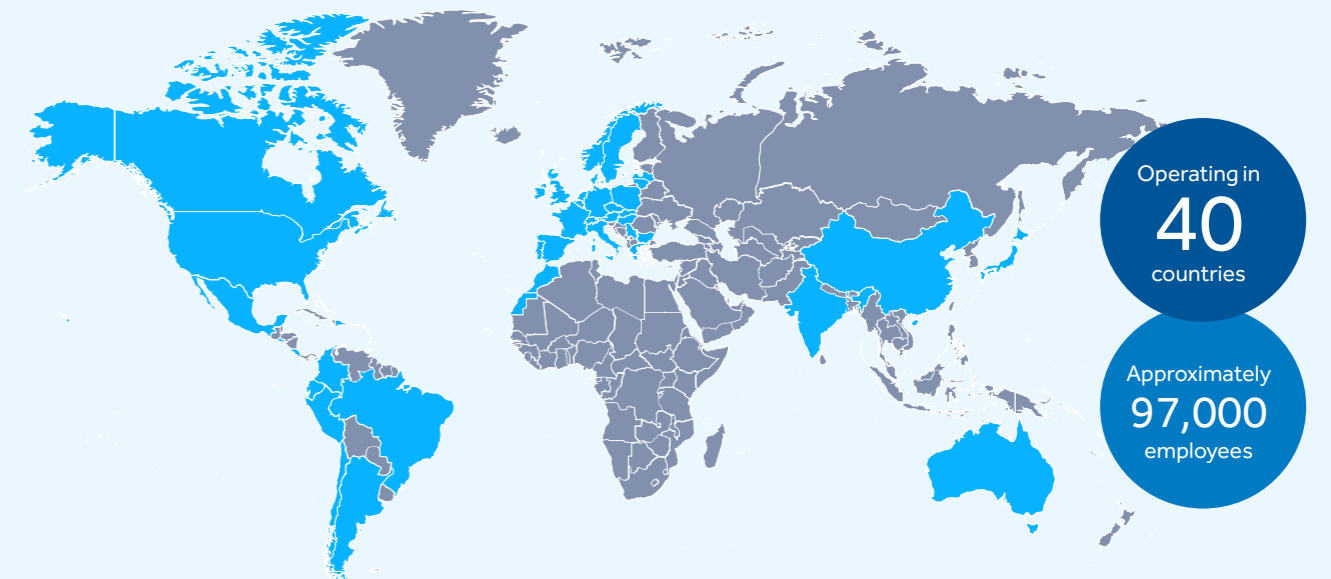 Operating in
40
countries
Approximately
97,000
employees